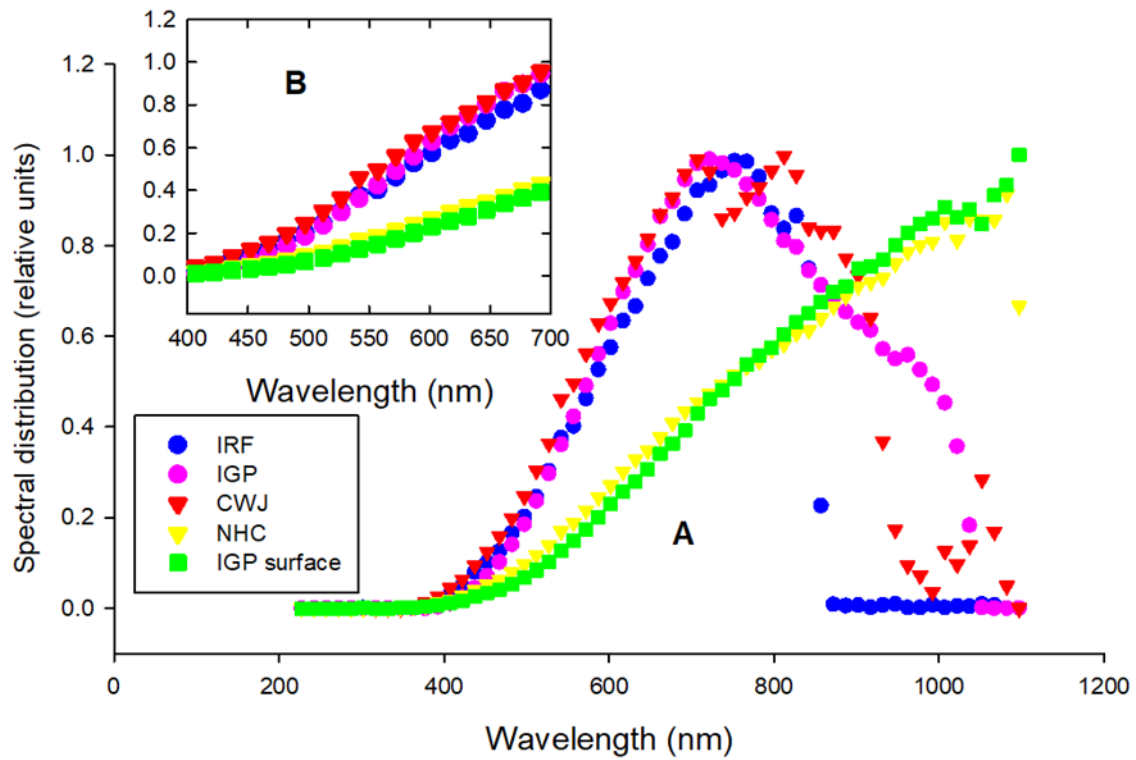 1.2
1.0
0.8
0.6
0.4
0.2
0.0
B
400 450 500 550 600 650 700
Wavelength (nm)
1.2
1.0
0.8
0.6
0.4
0.2
0.0
Spectral distribution (relative units)
IRF
IGP
CWJ
NHC
IGP surface
A
0 200 400 600 800 1000 1200
Wavelength (nm)